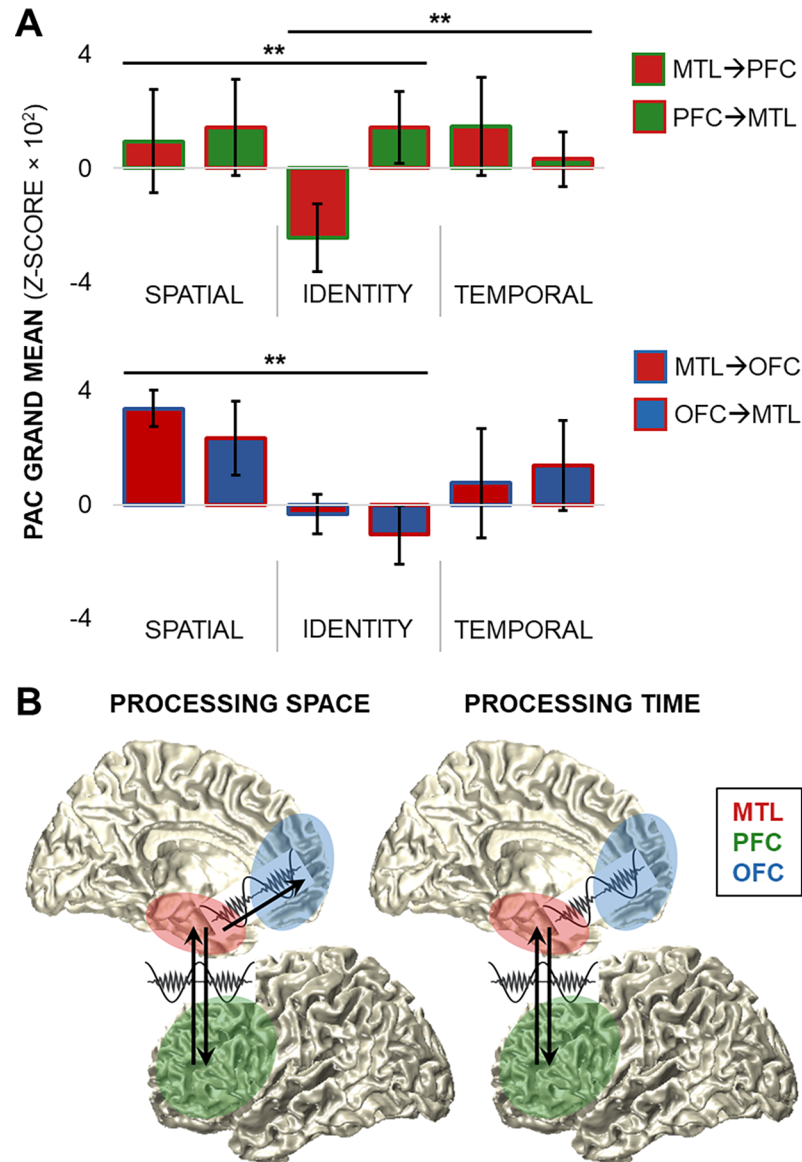 A
**
**
4
0
-4
MTL→PFC
PFC→MTL
SPATIAL
IDENTITY
TEMPORAL
PAC GRAND MEAN (Z-SCORE × 10²)
**
4
0
-4
MTL→OFC
OFC→MTL
SPATIAL
IDENTITY
TEMPORAL
B
PROCESSING SPACE
PROCESSING TIME
MTL
PFC
OFC